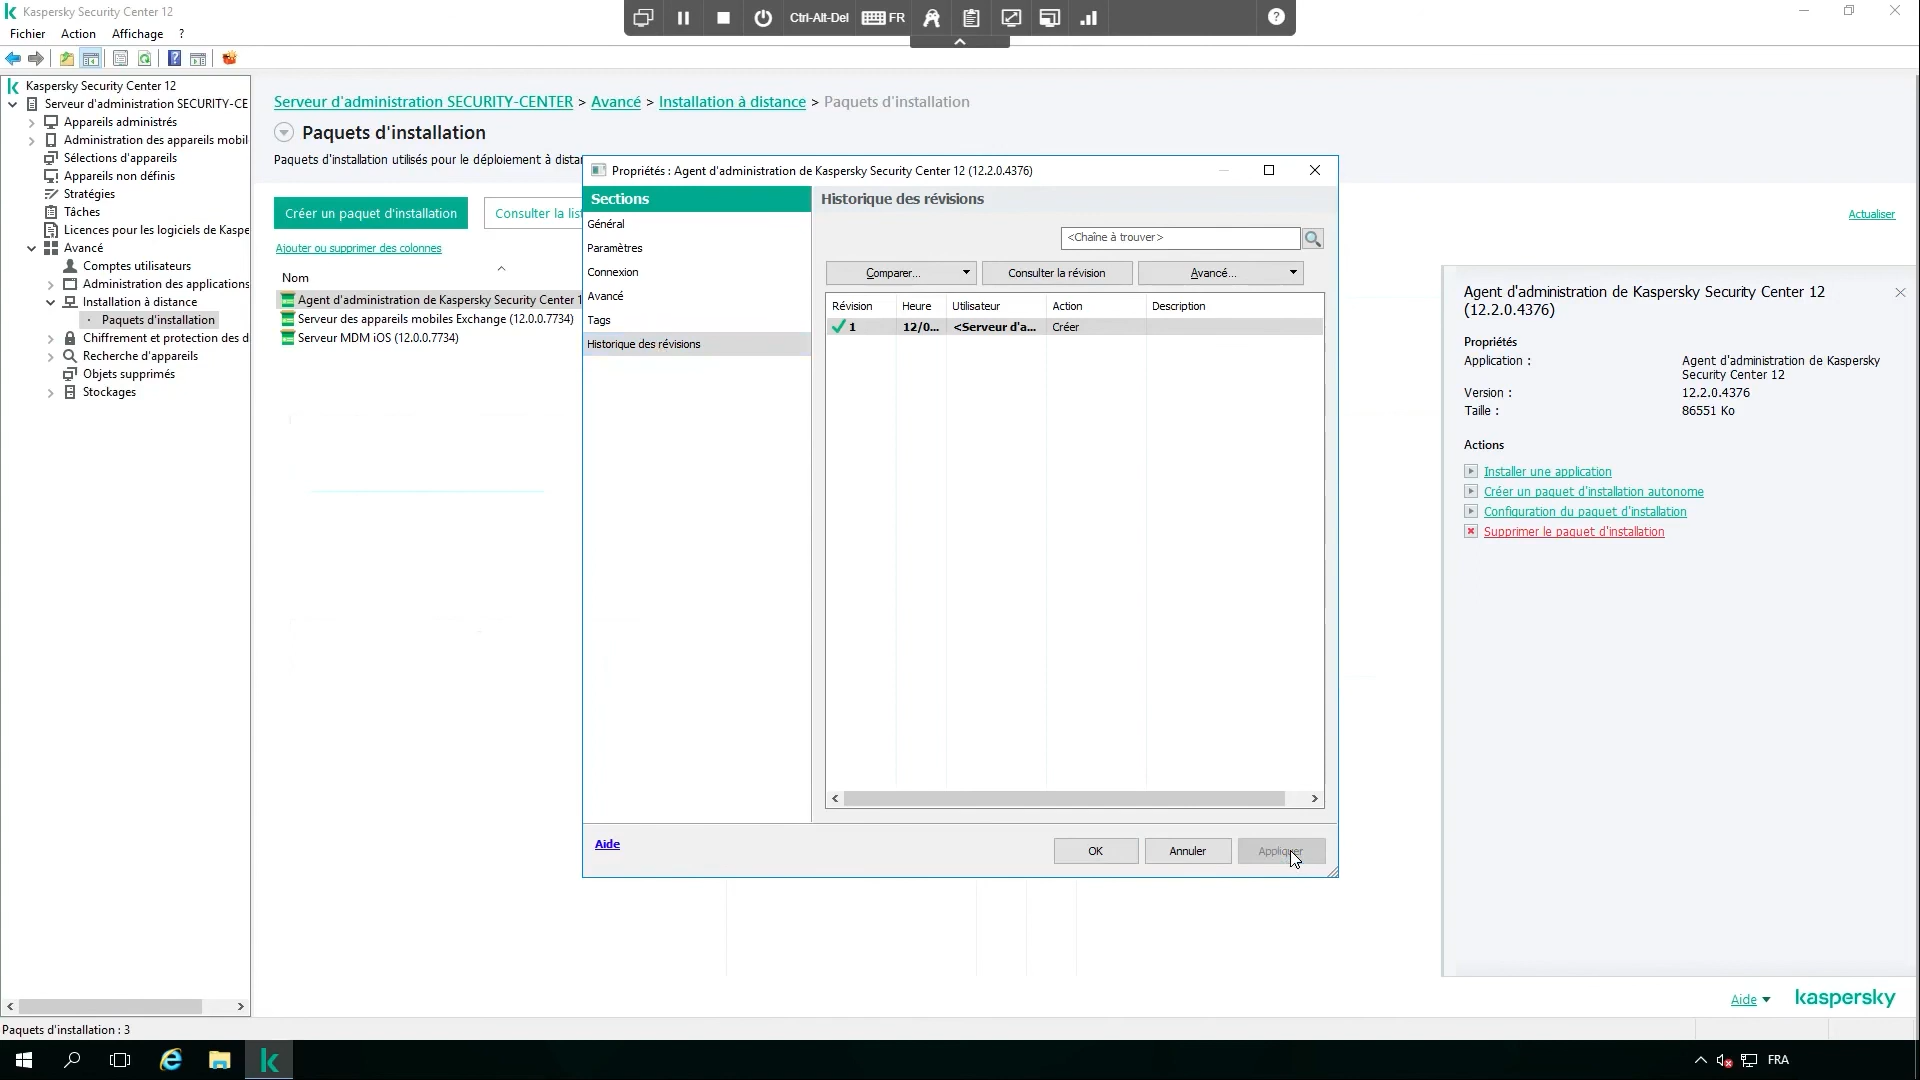 Kaspersky Security Center 12
Ctrl-Alt-Del
FR
Fichier Action Affichage ?
Kaspersky Security Center 12
Serveur d'administration SECURITY-CE
Appareils administrés
Administration des appareils mobil
Sélections d'appareils
Appareils non définis
Stratégies
Tâches
Licences pour les logiciels de Kaspe
Avancé
Comptes utilisateurs
Administration des applications
Installation à distance
Paquets d'installation
Chiffrement et protection des d
Recherche d'appareils
Objets supprimés
Stockages
Serveur d'administration SECURITY-CENTER > Avancé > Installation à distance > Paquets d'installation
Paquets d'installation
Paquets d'installation utilisés pour le déploiement à distan
Créer un paquet d'installation
Consulter la list
Actualiser
Ajouter ou supprimer des colonnes
Nom
Agent d'administration de Kaspersky Security Center 1
Serveur des appareils mobiles Exchange (12.0.0.7734)
Serveur MDM iOS (12.0.0.7734)
Propriétés : Agent d'administration de Kaspersky Security Center 12 (12.2.0.4376)
Sections
Général
Paramètres
Connexion
Avancé
Tags
Historique des révisions
Historique des révisions
<Chaîne à trouver>
Comparer... Consulter la révision Avancé...
Révision Heure Utilisateur Action Description
1 12/0... <Serveur d'a... Créer
Aide
OK Annuler Appliquer
Agent d'administration de Kaspersky Security Center 12
(12.2.0.4376)
Propriétés
Application : Agent d'administration de Kaspersky
Security Center 12
Version : 12.2.0.4376
Taille : 86551 Ko
Actions
Installer une application
Créer un paquet d'installation autonome
Configuration du paquet d'installation
Supprimer le paquet d'installation
Aide
kaspersky
Paquets d'installation : 3
FRA